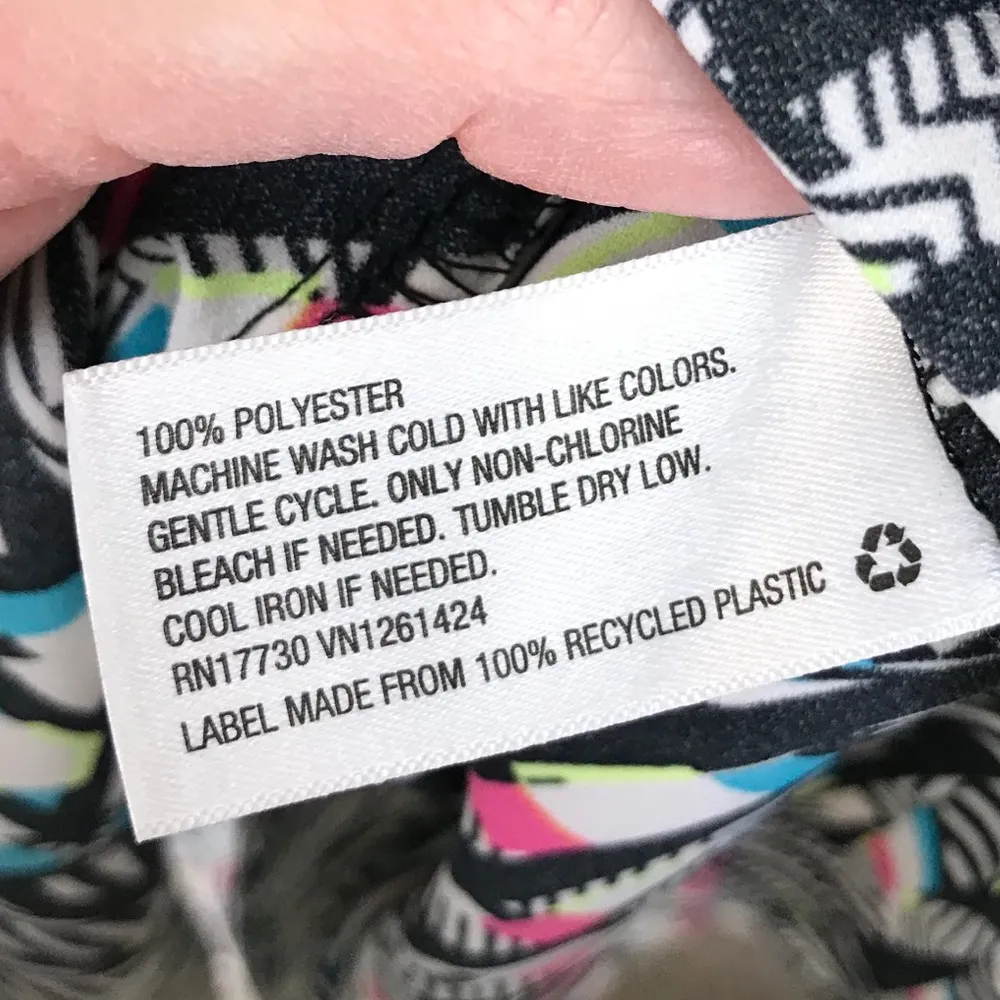 100% POLYESTER
MACHINE WASH COLD WITH LIKE COLORS.
GENTLE CYCLE. ONLY NON-CHLORINE
BLEACH IF NEEDED. TUMBLE DRY LOW.
COOL IRON IF NEEDED.
RN17730 VN1261424
LABEL MADE FROM 100% RECYCLED PLASTIC